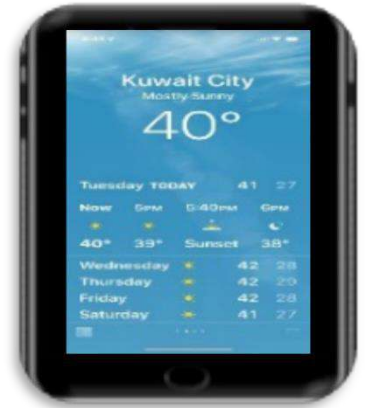 Kuwait City
Mostly Sunny
40°
Tuesday TODAY 41 27
Now 5PM 5:40PM 6PM
40° 39° Sunset 38°
Wednesday 42 28
Thursday 42 29
Friday 42 28
Saturday 41 27